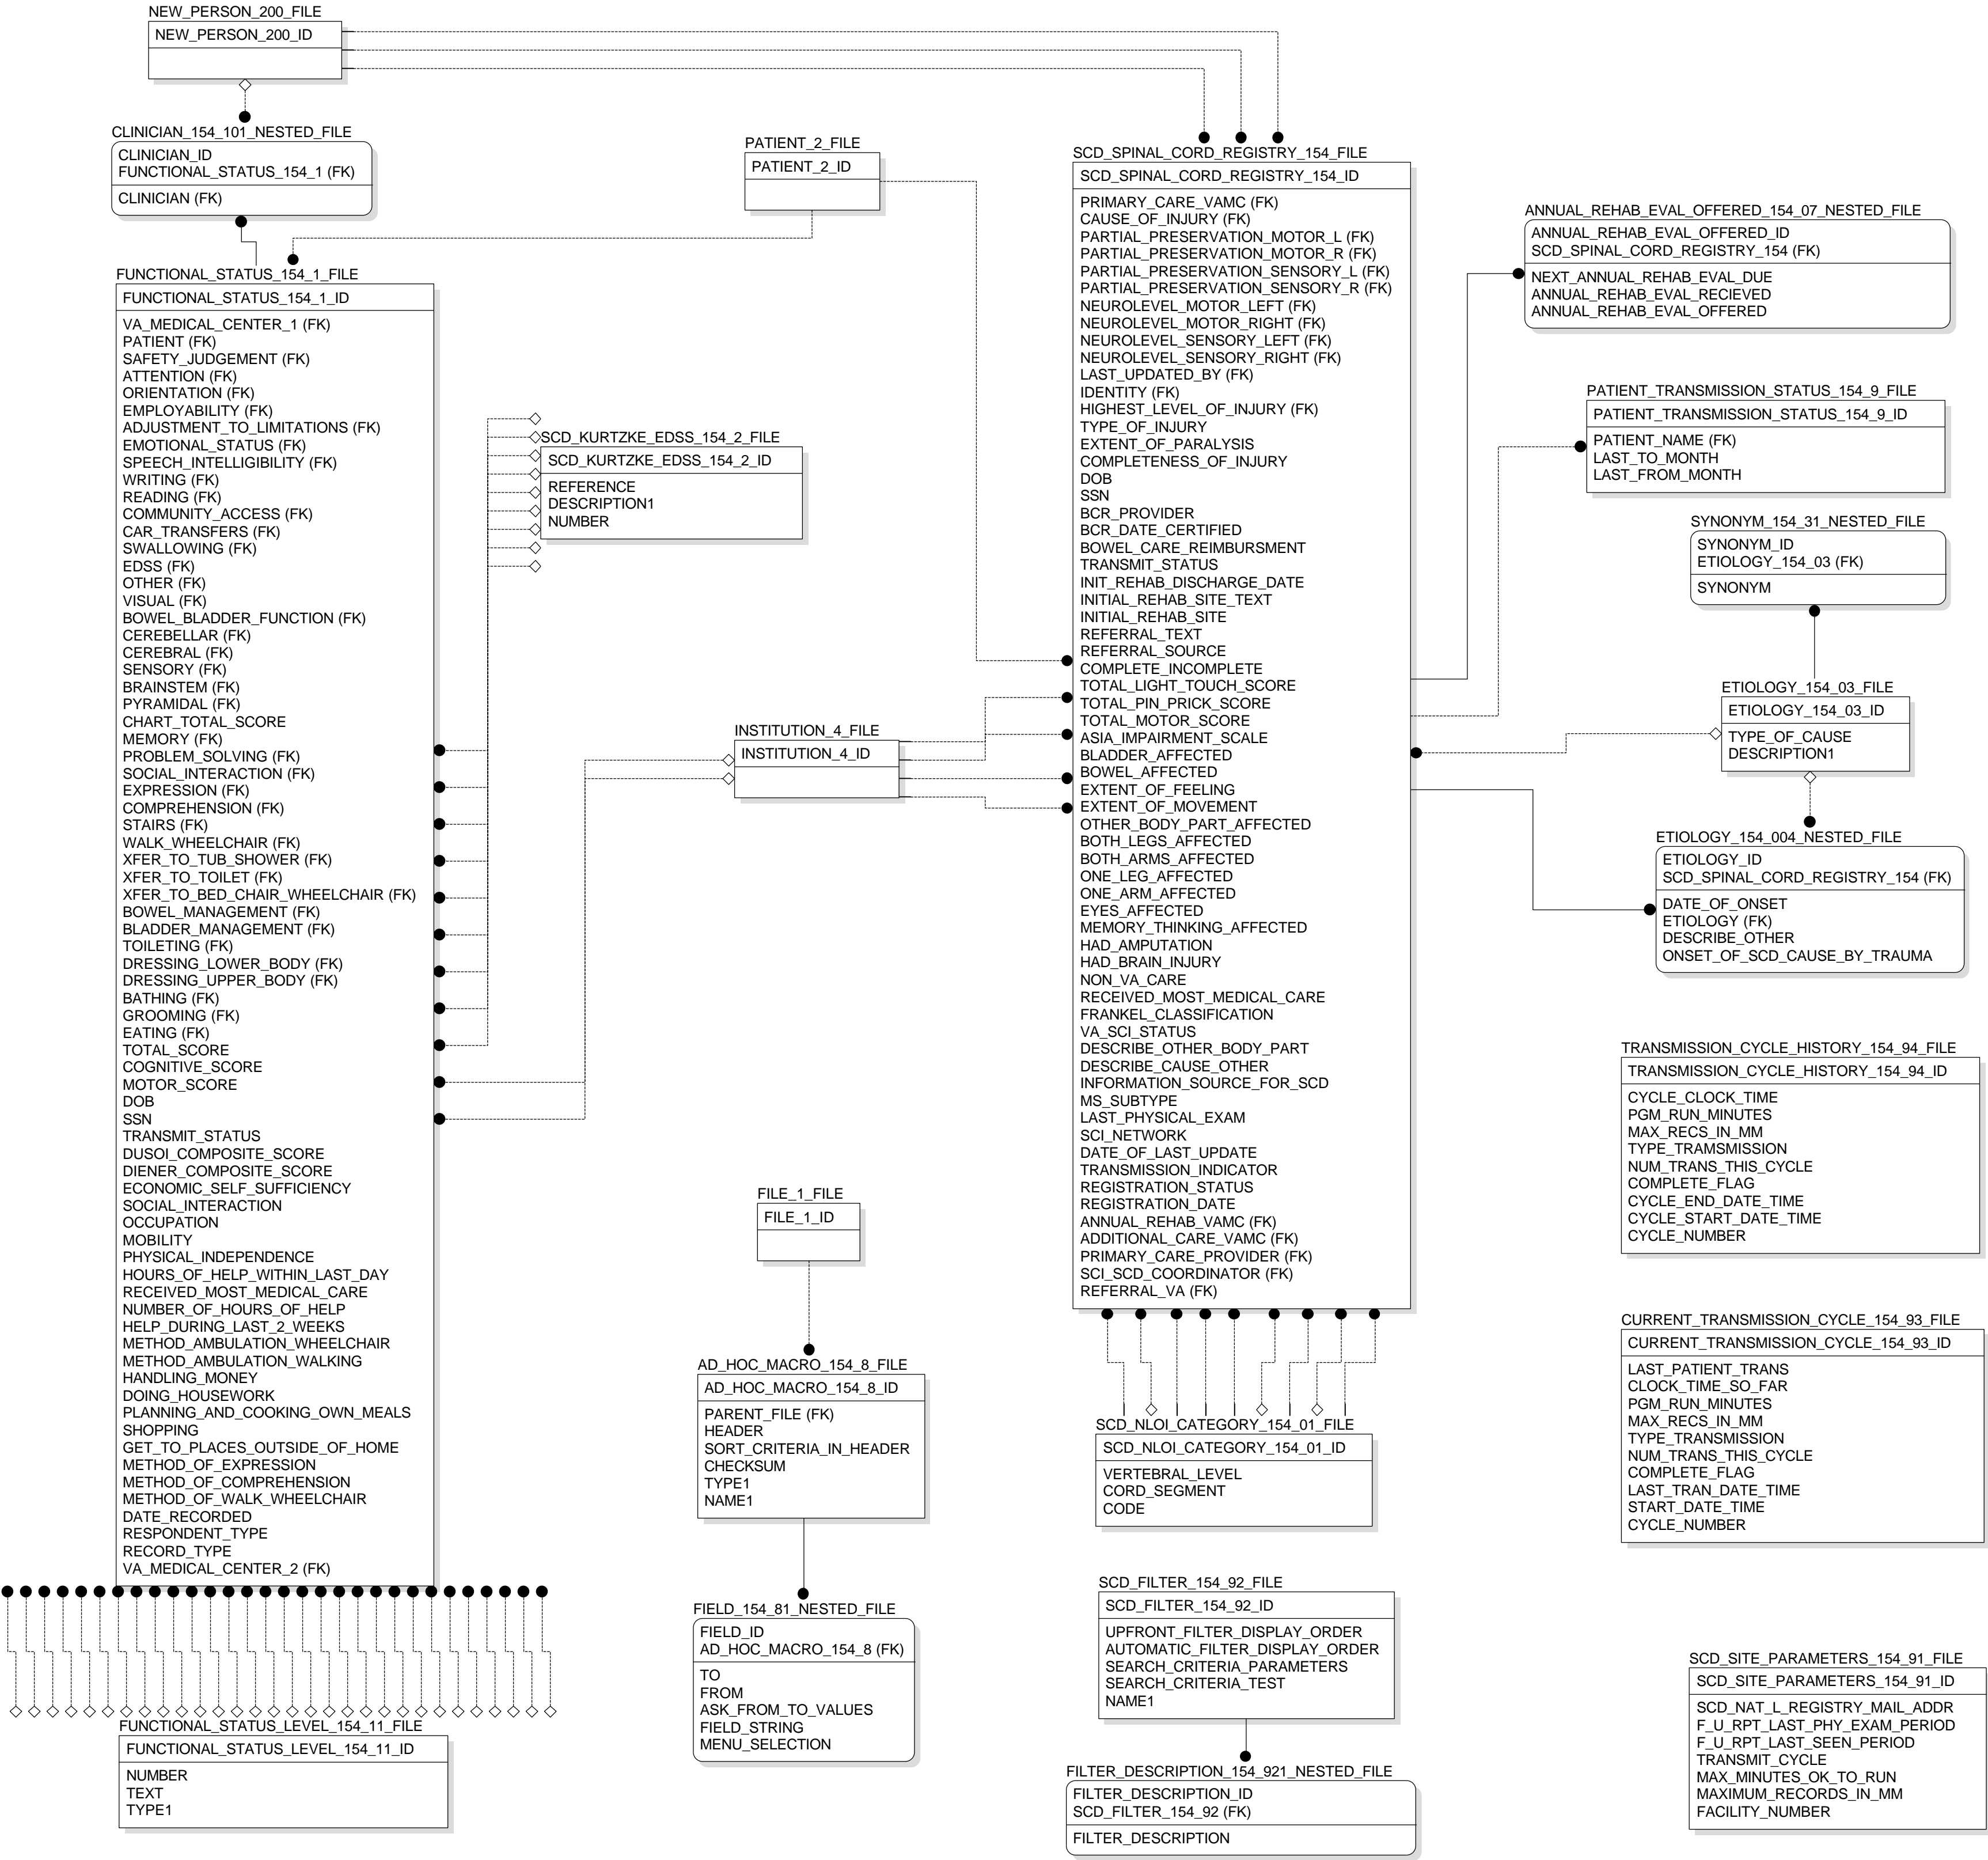 NEW_PERSON_200_FILE
NEW_PERSON_200_ID
CLINICIAN_154_101_NESTED_FILE
CLINICIAN_ID
FUNCTIONAL_STATUS_154_1 (FK)
CLINICIAN (FK)
PATIENT_2_FILE
PATIENT_2_ID
FUNCTIONAL_STATUS_154_1_FILE
FUNCTIONAL_STATUS_154_1_ID
VA_MEDICAL_CENTER_1 (FK)
PATIENT (FK)
SAFETY_JUDGEMENT (FK)
ATTENTION (FK)
ORIENTATION (FK)
EMPLOYABILITY (FK)
ADJUSTMENT_TO_LIMITATIONS (FK)
EMOTIONAL_STATUS (FK)
SPEECH_INTELLIGIBILITY (FK)
WRITING (FK)
READING (FK)
COMMUNITY_ACCESS (FK)
CAR_TRANSFERS (FK)
SWALLOWING (FK)
EDSS (FK)
OTHER (FK)
VISUAL (FK)
BOWEL_BLADDER_FUNCTION (FK)
CEREBELLAR (FK)
CEREBRAL (FK)
SENSORY (FK)
BRAINSTEM (FK)
PYRAMIDAL (FK)
CHART_TOTAL_SCORE
MEMORY (FK)
PROBLEM_SOLVING (FK)
SOCIAL_INTERACTION (FK)
EXPRESSION (FK)
COMPREHENSION (FK)
STAIRS (FK)
WALK_WHEELCHAIR (FK)
XFER_TO_TUB_SHOWER (FK)
XFER_TO_TOILET (FK)
XFER_TO_BED_CHAIR_WHEELCHAIR (FK)
BOWEL_MANAGEMENT (FK)
BLADDER_MANAGEMENT (FK)
TOILETING (FK)
DRESSING_LOWER_BODY (FK)
DRESSING_UPPER_BODY (FK)
BATHING (FK)
GROOMING (FK)
EATING (FK)
TOTAL_SCORE
COGNITIVE_SCORE
MOTOR_SCORE
DOB
SSN
TRANSMIT_STATUS
DUSOI_COMPOSITE_SCORE
DIENER_COMPOSITE_SCORE
ECONOMIC_SELF_SUFFICIENCY
SOCIAL_INTERACTION
OCCUPATION
MOBILITY
PHYSICAL_INDEPENDENCE
HOURS_OF_HELP_WITHIN_LAST_DAY
RECEIVED_MOST_MEDICAL_CARE
NUMBER_OF_HOURS_OF_HELP
HELP_DURING_LAST_2_WEEKS
METHOD_AMBULATION_WHEELCHAIR
METHOD_AMBULATION_WALKING
HANDLING_MONEY
DOING_HOUSEWORK
PLANNING_AND_COOKING_OWN_MEALS
SHOPPING
GET_TO_PLACES_OUTSIDE_OF_HOME
METHOD_OF_EXPRESSION
METHOD_OF_COMPREHENSION
METHOD_OF_WALK_WHEELCHAIR
DATE_RECORDED
RESPONDENT_TYPE
RECORD_TYPE
VA_MEDICAL_CENTER_2 (FK)
FUNCTIONAL_STATUS_LEVEL_154_11_FILE
FUNCTIONAL_STATUS_LEVEL_154_11_ID
NUMBER
TEXT
TYPE1
SCD_KURTZKE_EDSS_154_2_FILE
SCD_KURTZKE_EDSS_154_2_ID
REFERENCE
DESCRIPTION1
NUMBER
INSTITUTION_4_FILE
INSTITUTION_4_ID
FILE_1_FILE
FILE_1_ID
AD_HOC_MACRO_154_8_FILE
AD_HOC_MACRO_154_8_ID
PARENT_FILE (FK)
HEADER
SORT_CRITERIA_IN_HEADER
CHECKSUM
TYPE1
NAME1
FIELD_154_81_NESTED_FILE
FIELD_ID
AD_HOC_MACRO_154_8 (FK)
TO
FROM
ASK_FROM_TO_VALUES
FIELD_STRING
MENU_SELECTION
SCD_SPINAL_CORD_REGISTRY_154_FILE
SCD_SPINAL_CORD_REGISTRY_154_ID
PRIMARY_CARE_VAMC (FK)
CAUSE_OF_INJURY (FK)
PARTIAL_PRESERVATION_MOTOR_L (FK)
PARTIAL_PRESERVATION_MOTOR_R (FK)
PARTIAL_PRESERVATION_SENSORY_L (FK)
PARTIAL_PRESERVATION_SENSORY_R (FK)
NEUROLEVEL_MOTOR_LEFT (FK)
NEUROLEVEL_MOTOR_RIGHT (FK)
NEUROLEVEL_SENSORY_LEFT (FK)
NEUROLEVEL_SENSORY_RIGHT (FK)
LAST_UPDATED_BY (FK)
IDENTITY (FK)
HIGHEST_LEVEL_OF_INJURY (FK)
TYPE_OF_INJURY
EXTENT_OF_PARALYSIS
COMPLETENESS_OF_INJURY
DOB
SSN
BCR_PROVIDER
BCR_DATE_CERTIFIED
BOWEL_CARE_REIMBURSMENT
TRANSMIT_STATUS
INIT_REHAB_DISCHARGE_DATE
INITIAL_REHAB_SITE_TEXT
INITIAL_REHAB_SITE
REFERRAL_TEXT
REFERRAL_SOURCE
COMPLETE_INCOMPLETE
TOTAL_LIGHT_TOUCH_SCORE
TOTAL_PIN_PRICK_SCORE
TOTAL_MOTOR_SCORE
ASIA_IMPAIRMENT_SCALE
BLADDER_AFFECTED
BOWEL_AFFECTED
EXTENT_OF_FEELING
EXTENT_OF_MOVEMENT
OTHER_BODY_PART_AFFECTED
BOTH_LEGS_AFFECTED
BOTH_ARMS_AFFECTED
ONE_LEG_AFFECTED
ONE_ARM_AFFECTED
EYES_AFFECTED
MEMORY_THINKING_AFFECTED
HAD_AMPUTATION
HAD_BRAIN_INJURY
NON_VA_CARE
RECEIVED_MOST_MEDICAL_CARE
FRANKEL_CLASSIFICATION
VA_SCI_STATUS
DESCRIBE_OTHER_BODY_PART
DESCRIBE_CAUSE_OTHER
INFORMATION_SOURCE_FOR_SCD
MS_SUBTYPE
LAST_PHYSICAL_EXAM
SCI_NETWORK
DATE_OF_LAST_UPDATE
TRANSMISSION_INDICATOR
REGISTRATION_STATUS
REGISTRATION_DATE
ANNUAL_REHAB_VAMC (FK)
ADDITIONAL_CARE_VAMC (FK)
PRIMARY_CARE_PROVIDER (FK)
SCI_SCD_COORDINATOR (FK)
REFERRAL_VA (FK)
SCD_NLOI_CATEGORY_154_01_FILE
SCD_NLOI_CATEGORY_154_01_ID
VERTEBRAL_LEVEL
CORD_SEGMENT
CODE
SCD_FILTER_154_92_FILE
SCD_FILTER_154_92_ID
UPFRONT_FILTER_DISPLAY_ORDER
AUTOMATIC_FILTER_DISPLAY_ORDER
SEARCH_CRITERIA_PARAMETERS
SEARCH_CRITERIA_TEST
NAME1
FILTER_DESCRIPTION_154_921_NESTED_FILE
FILTER_DESCRIPTION_ID
SCD_FILTER_154_92 (FK)
FILTER_DESCRIPTION
ANNUAL_REHAB_EVAL_OFFERED_154_07_NESTED_FILE
ANNUAL_REHAB_EVAL_OFFERED_ID
SCD_SPINAL_CORD_REGISTRY_154 (FK)
NEXT_ANNUAL_REHAB_EVAL_DUE
ANNUAL_REHAB_EVAL_RECIEVED
ANNUAL_REHAB_EVAL_OFFERED
PATIENT_TRANSMISSION_STATUS_154_9_FILE
PATIENT_TRANSMISSION_STATUS_154_9_ID
PATIENT_NAME (FK)
LAST_TO_MONTH
LAST_FROM_MONTH
SYNONYM_154_31_NESTED_FILE
SYNONYM_ID
ETIOLOGY_154_03 (FK)
SYNONYM
ETIOLOGY_154_03_FILE
ETIOLOGY_154_03_ID
TYPE_OF_CAUSE
DESCRIPTION1
ETIOLOGY_154_004_NESTED_FILE
ETIOLOGY_ID
SCD_SPINAL_CORD_REGISTRY_154 (FK)
DATE_OF_ONSET
ETIOLOGY (FK)
DESCRIBE_OTHER
ONSET_OF_SCD_CAUSE_BY_TRAUMA
TRANSMISSION_CYCLE_HISTORY_154_94_FILE
TRANSMISSION_CYCLE_HISTORY_154_94_ID
CYCLE_CLOCK_TIME
PGM_RUN_MINUTES
MAX_RECS_IN_MM
TYPE_TRAMSMISSION
NUM_TRANS_THIS_CYCLE
COMPLETE_FLAG
CYCLE_END_DATE_TIME
CYCLE_START_DATE_TIME
CYCLE_NUMBER
CURRENT_TRANSMISSION_CYCLE_154_93_FILE
CURRENT_TRANSMISSION_CYCLE_154_93_ID
LAST_PATIENT_TRANS
CLOCK_TIME_SO_FAR
PGM_RUN_MINUTES
MAX_RECS_IN_MM
TYPE_TRANSMISSION
NUM_TRANS_THIS_CYCLE
COMPLETE_FLAG
LAST_TRAN_DATE_TIME
START_DATE_TIME
CYCLE_NUMBER
SCD_SITE_PARAMETERS_154_91_FILE
SCD_SITE_PARAMETERS_154_91_ID
SCD_NAT_L_REGISTRY_MAIL_ADDR
F_U_RPT_LAST_PHY_EXAM_PERIOD
F_U_RPT_LAST_SEEN_PERIOD
TRANSMIT_CYCLE
MAX_MINUTES_OK_TO_RUN
MAXIMUM_RECORDS_IN_MM
FACILITY_NUMBER